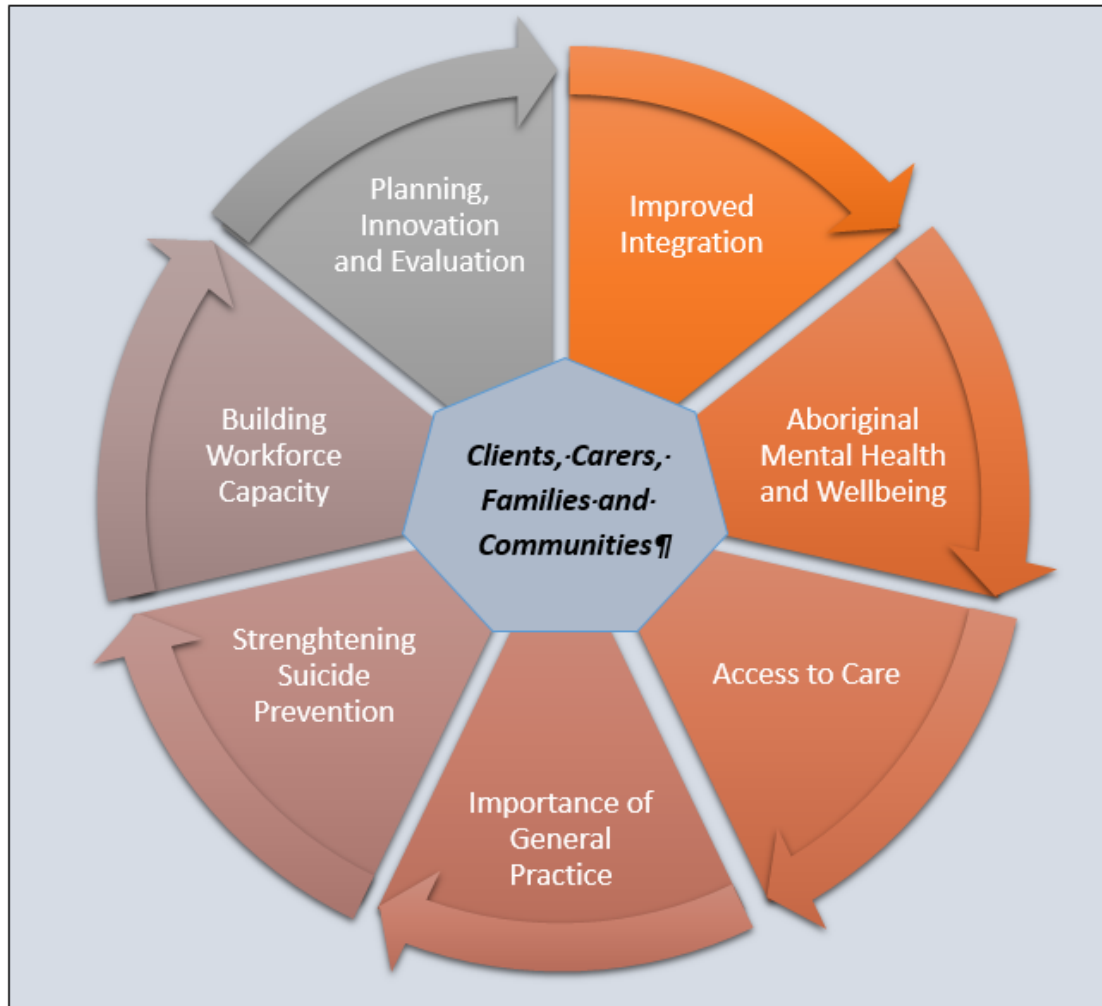 Planning,
Innovation
and Evaluation
Improved
Integration
Building
Workforce
Capacity
Clients,·Carers,·
Families·and·
Communities¶
Aboriginal
Mental Health
and Wellbeing
Strenghtening
Suicide
Prevention
Access to Care
Importance of
General
Practice